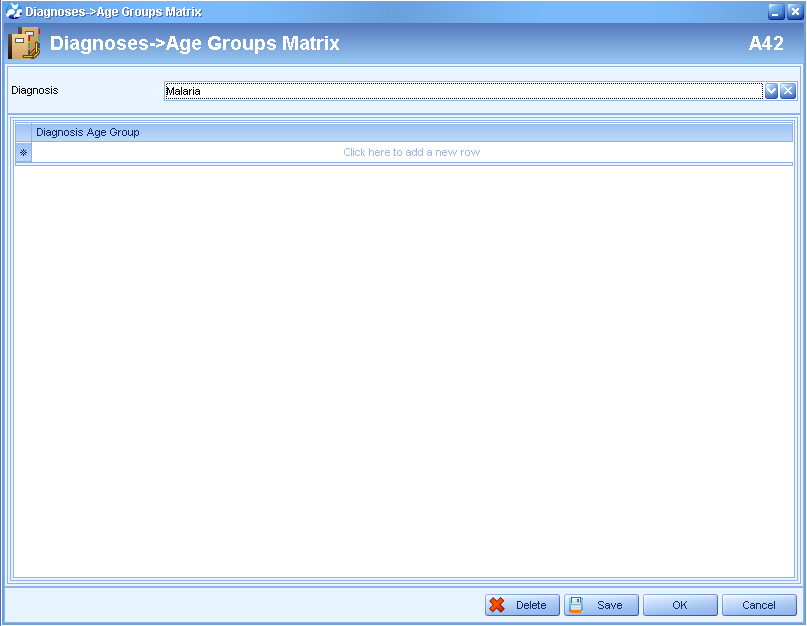 Diagnoses->Age Groups Matrix
Diagnoses->Age Groups Matrix A42
Diagnosis Malaria
Diagnosis Age Group
Click here to add a new row
Delete Save OK Cancel